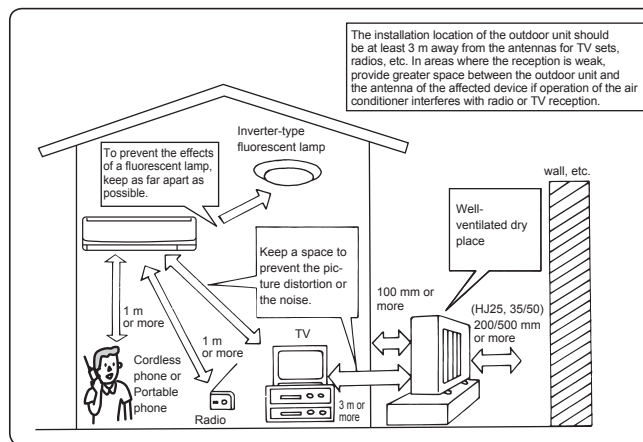 The installation location of the outdoor unit should
be at least 3 m away from the antennas for TV sets,
radios, etc. In areas where the reception is weak,
provide greater space between the outdoor unit and
the antenna of the affected device if operation of the air
conditioner interferes with radio or TV reception.
Inverter-type
fluorescent lamp
To prevent the effects
of a fluorescent lamp,
keep as far apart as
possible.
wall, etc.
Well-
ventilated dry
place
Keep a space to
prevent the pic-
ture distortion or
the noise.
100 mm or
more
(HJ25, 35/50)
200/500 mm
or more
1 m
or more
1 m
or more
TV
Cordless
phone or
Portable
phone
Radio
3 m or
more